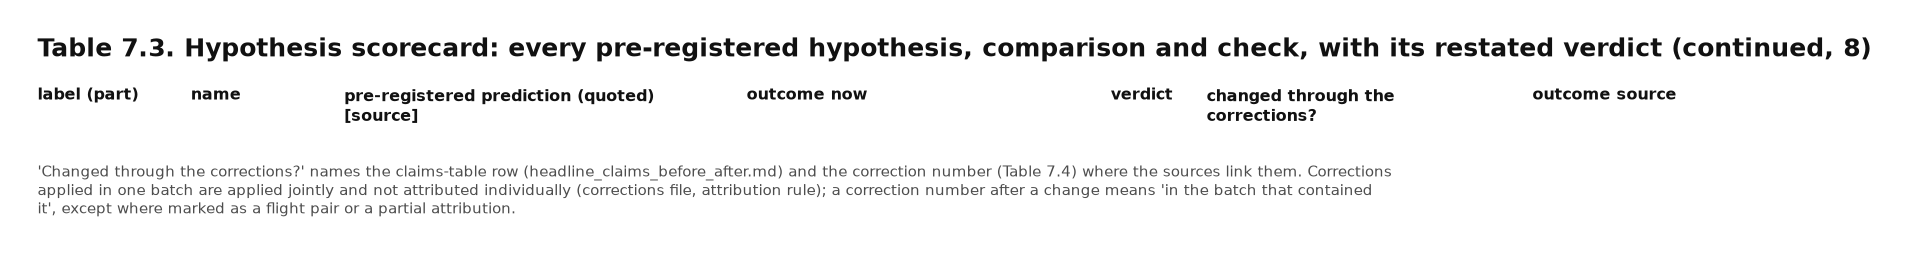 Table 7.3. Hypothesis scorecard: every pre-registered hypothesis, comparison and check, with its restated verdict (continued, 8)
label (part) name pre-registered prediction (quoted) outcome now verdict changed through the outcome source
[source] corrections?
'Changed through the corrections?' names the claims-table row (headline_claims_before_after.md) and the correction number (Table 7.4) where the sources link them. Corrections
applied in one batch are applied jointly and not attributed individually (corrections file, attribution rule); a correction number after a change means 'in the batch that contained
it', except where marked as a flight pair or a partial attribution.